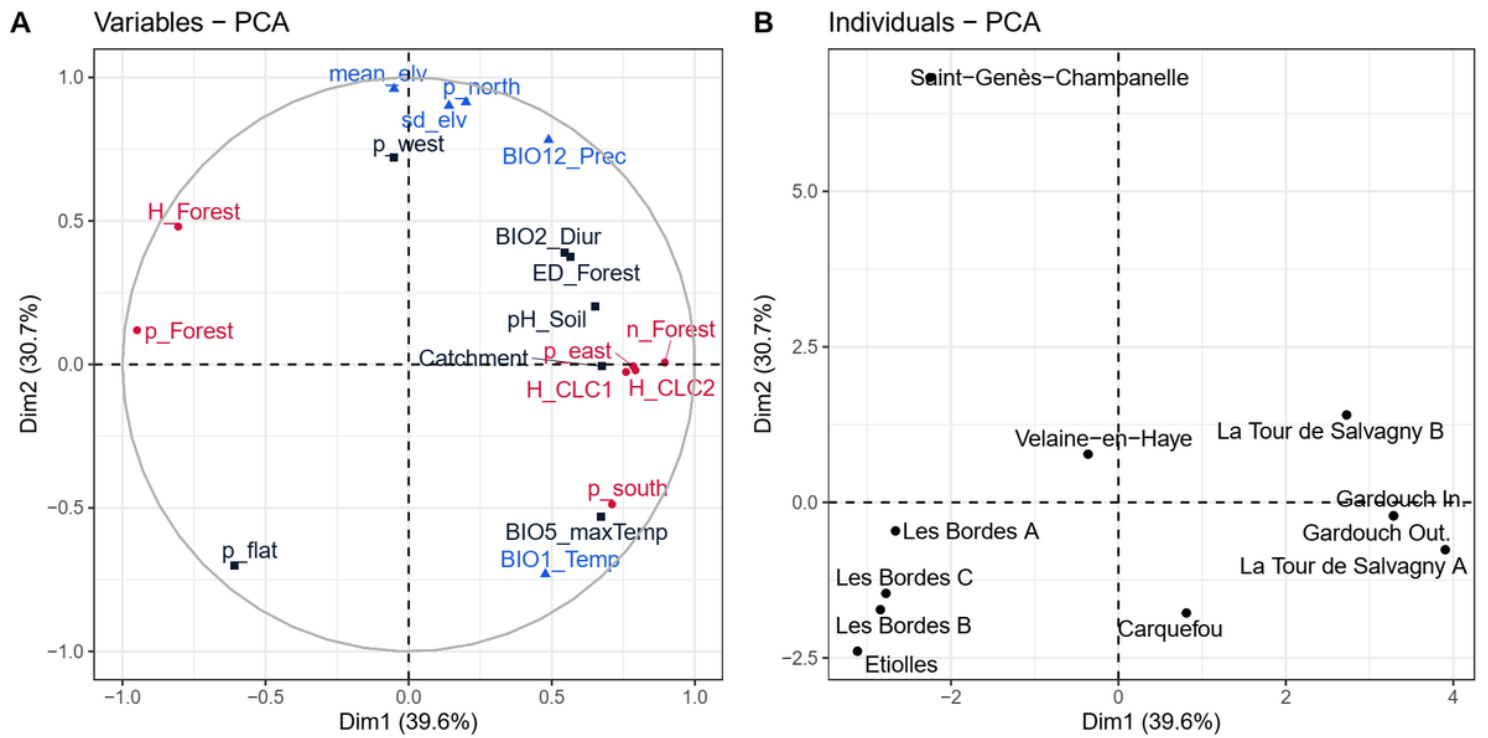 A
Variables − PCA
1.0
0.5
0.0
−0.5
−1.0
Dim2 (30.7%)
mean_elv
p_north
sd_elv
p_west
BIO12_Prec
H_Forest
BIO2_Diur
ED_Forest
p_Forest
pH_Soil
n_Forest
Catchment
p_east
H_CLC1
H_CLC2
p_south
BIO5_maxTemp
p_flat
BIO1_Temp
−1.0
−0.5
0.0
0.5
1.0
Dim1 (39.6%)
B
Individuals − PCA
5.0
2.5
0.0
−2.5
Dim2 (30.7%)
Saint−Genès−Champanelle
La Tour de Salvagny B
Velaine−en−Haye
Gardouch In.
Les Bordes A
Gardouch Out.
La Tour de Salvagny A
Les Bordes C
Les Bordes B
Carquefou
Etiolles
−2
0
2
4
Dim1 (39.6%)